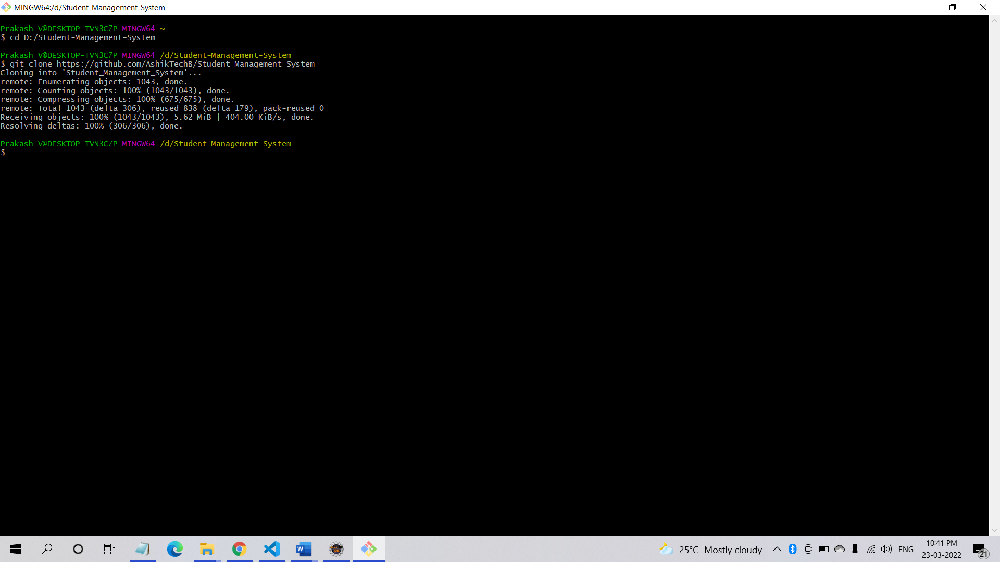 MINGW64:/d/Student-Management-System
Prakash V@DESKTOP-TVN3C7P MINGW64 ~
$ cd D:/Student-Management-System
Prakash V@DESKTOP-TVN3C7P MINGW64 /d/Student-Management-System
$ git clone https://github.com/AshikTechB/Student_Management_System
Cloning into 'Student_Management_System'...
remote: Enumerating objects: 1043, done.
remote: Counting objects: 100% (1043/1043), done.
remote: Compressing objects: 100% (675/675), done.
remote: Total 1043 (delta 306), reused 838 (delta 179), pack-reused 0
Receiving objects: 100% (1043/1043), 5.62 MiB | 404.00 KiB/s, done.
Resolving deltas: 100% (306/306), done.
Prakash V@DESKTOP-TVN3C7P MINGW64 /d/Student-Management-System
$
25°C Mostly cloudy
ENG
10:41 PM
23-03-2022
21